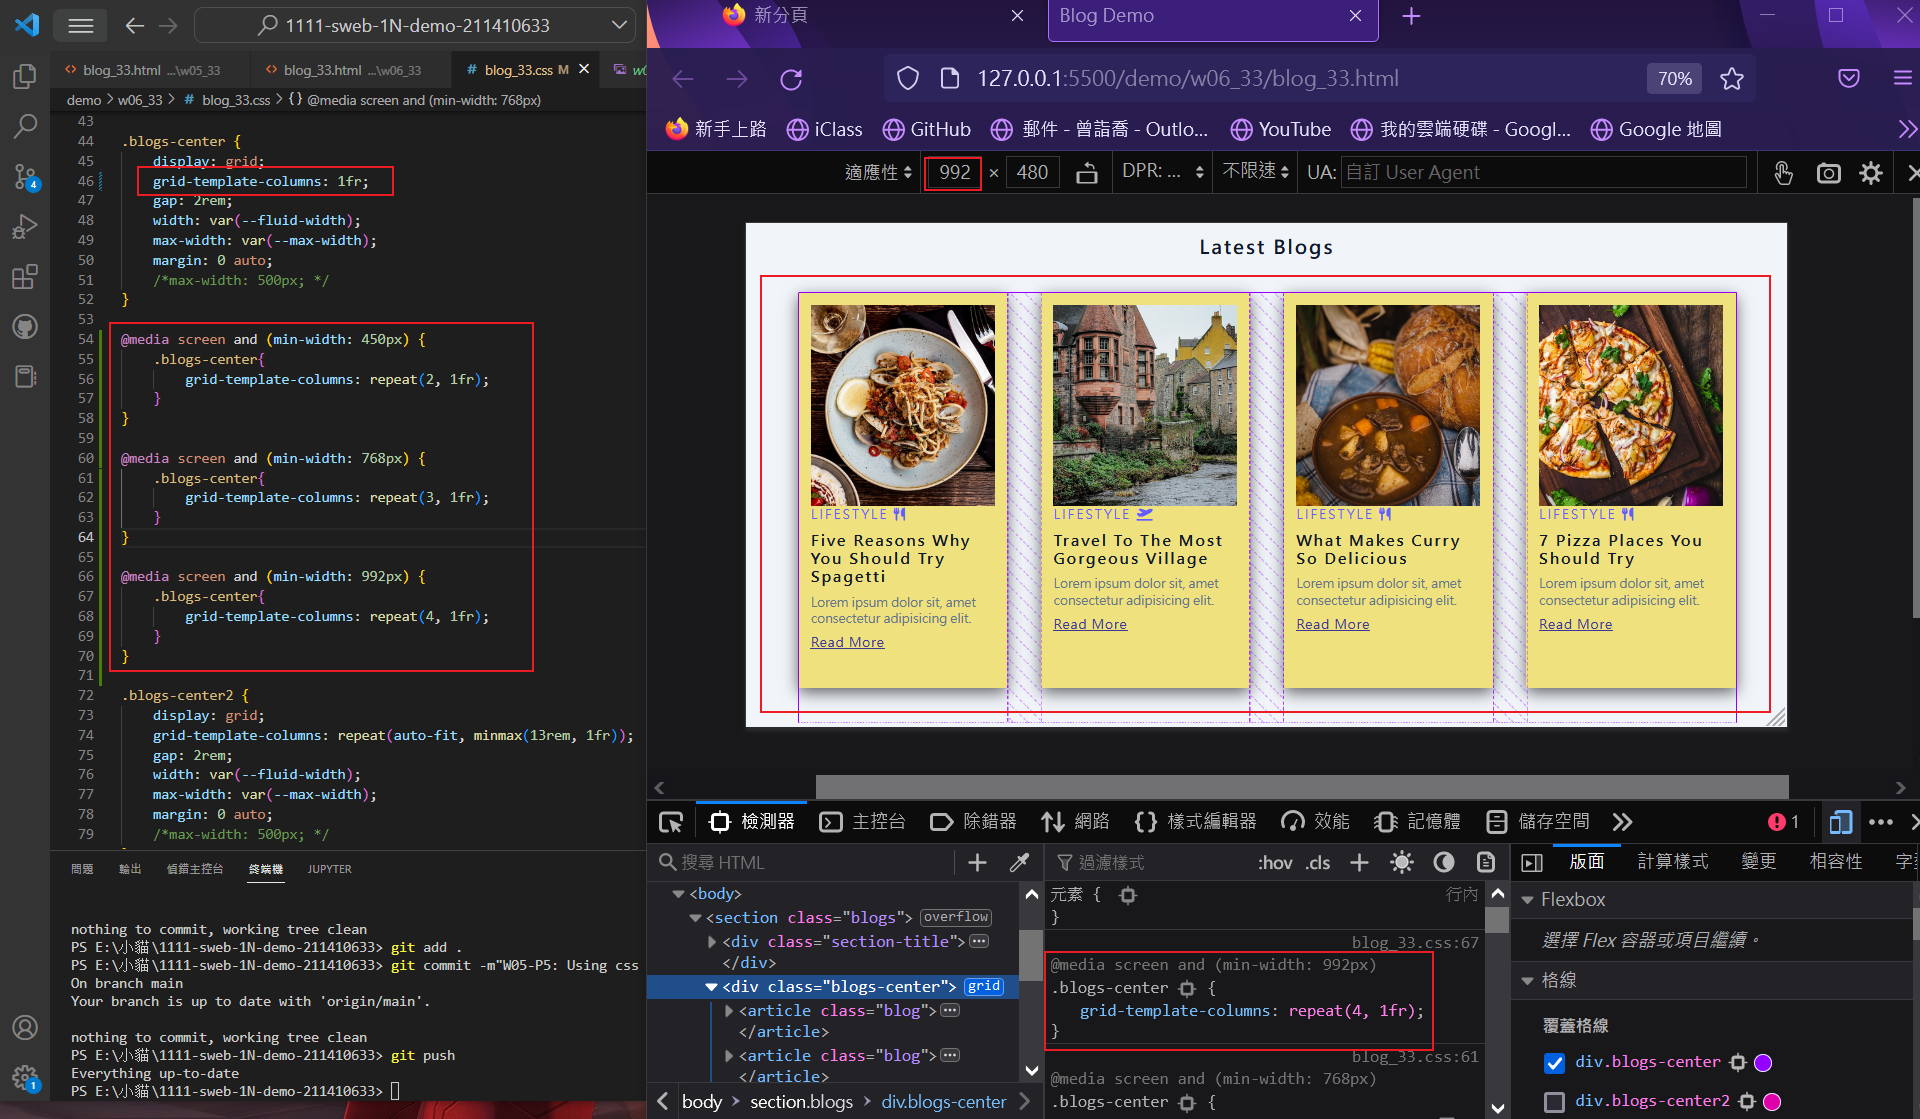 1111-sweb-1N-demo-211410633
blog_33.html ...\w05_33
blog_33.html ...\w06_33
# blog_33.css M
demo > w06_33 > # blog_33.css > {} @media screen and (min-width: 768px)
43
44 .blogs-center {
45 display: grid;
46 grid-template-columns: 1fr;
47 gap: 2rem;
48 width: var(--fluid-width);
49 max-width: var(--max-width);
50 margin: 0 auto;
51 /*max-width: 500px; */
52 }
53
54 @media screen and (min-width: 450px) {
55 .blogs-center{
56 grid-template-columns: repeat(2, 1fr);
57 }
58 }
59
60 @media screen and (min-width: 768px) {
61 .blogs-center{
62 grid-template-columns: repeat(3, 1fr);
63 }
64 }
65
66 @media screen and (min-width: 992px) {
67 .blogs-center{
68 grid-template-columns: repeat(4, 1fr);
69 }
70 }
71
72 .blogs-center2 {
73 display: grid;
74 grid-template-columns: repeat(auto-fit, minmax(13rem, 1fr));
75 gap: 2rem;
76 width: var(--fluid-width);
77 max-width: var(--max-width);
78 margin: 0 auto;
79 /*max-width: 500px; */
4
1
問題 輸出 偵錯主控台 終端機 JUPYTER
nothing to commit, working tree clean
PS E:\小貓\1111-sweb-1N-demo-211410633> git add .
PS E:\小貓\1111-sweb-1N-demo-211410633> git commit -m"W05-P5: Using css
On branch main
Your branch is up to date with 'origin/main'.
nothing to commit, working tree clean
PS E:\小貓\1111-sweb-1N-demo-211410633> git push
Everything up-to-date
PS E:\小貓\1111-sweb-1N-demo-211410633>
新分頁
Blog Demo
127.0.0.1:5500/demo/w06_33/blog_33.html
70%
新手上路 iClass GitHub 郵件 - 曾詣喬 - Outlo... YouTube 我的雲端硬碟 - Googl... Google 地圖
適應性 992 × 480 DPR: ... 不限速 UA: 自訂 User Agent
Latest Blogs
LIFESTYLE
Five Reasons Why
You Should Try
Spagetti
Lorem ipsum dolor sit, amet
consectetur adipisicing elit.
Read More
LIFESTYLE
Travel To The Most
Gorgeous Village
Lorem ipsum dolor sit, amet
consectetur adipisicing elit.
Read More
LIFESTYLE
What Makes Curry
So Delicious
Lorem ipsum dolor sit, amet
consectetur adipisicing elit.
Read More
LIFESTYLE
7 Pizza Places You
Should Try
Lorem ipsum dolor sit, amet
consectetur adipisicing elit.
Read More
檢測器 主控台 除錯器 網路 樣式編輯器 效能 記憶體 儲存空間 1
搜尋 HTML
<body>
<section class="blogs"> overflow
<div class="section-title">
</div>
<div class="blogs-center"> grid
<article class="blog">
</article>
<article class="blog">
</article>
body > section.blogs > div.blogs-center
過濾樣式 :hov .cls
元素 { 行內
}
blog_33.css:67
@media screen and (min-width: 992px)
.blogs-center {
grid-template-columns: repeat(4, 1fr);
}
blog_33.css:61
@media screen and (min-width: 768px)
.blogs-center {
版面 計算樣式 變更 相容性
Flexbox
選擇 Flex 容器或項目繼續。
格線
覆蓋格線
div.blogs-center
div.blogs-center2